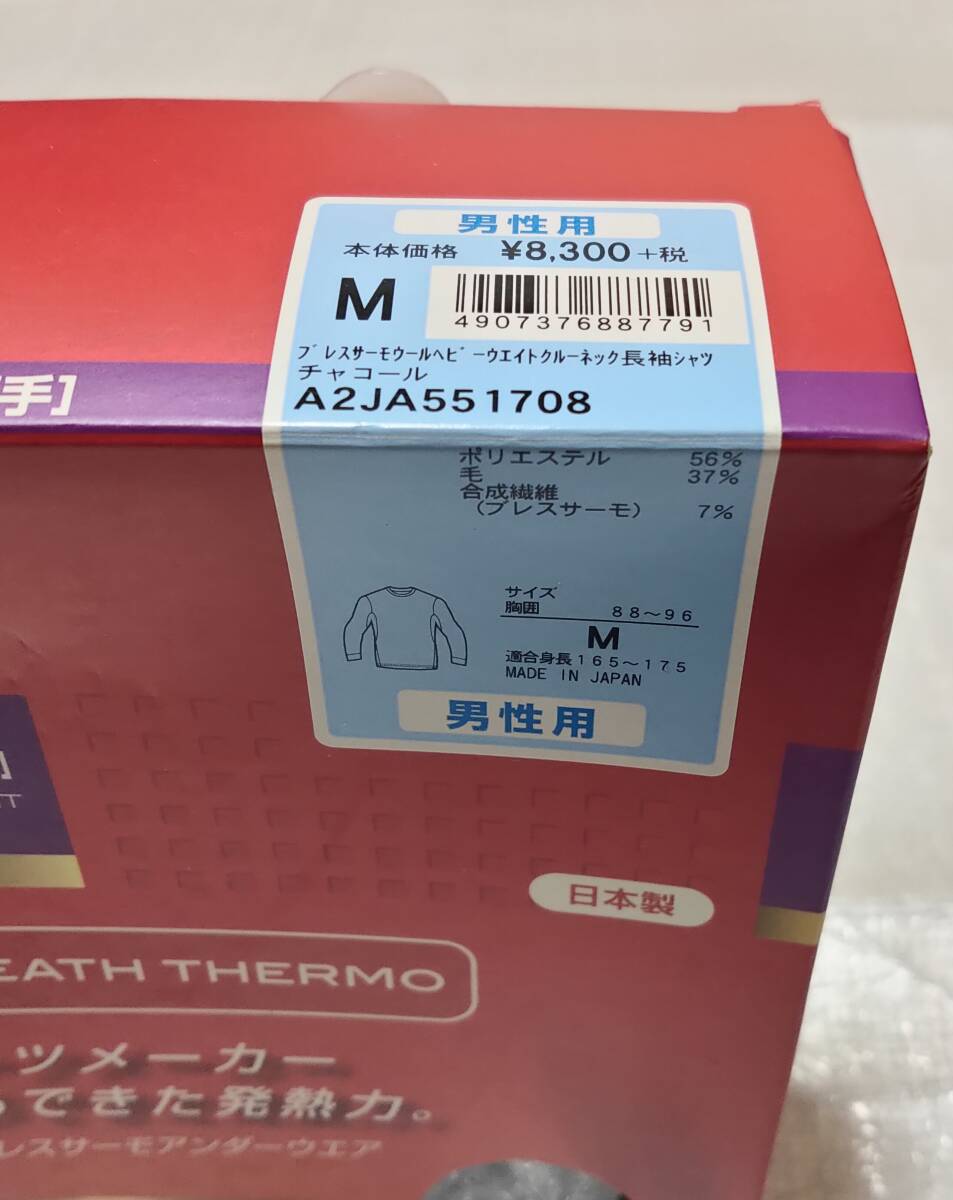 男性用
本体価格 ¥8,300+税
M
4907376887791
ブレスサーモウールヘビーウエイトクルーネック長袖シャツ
チャコール
A2JA551708
手]
ポリエステル 56%
毛 37%
合成繊維
(ブレスサーモ) 7%
サイズ
胸囲 88〜96
M
適合身長165〜175
MADE IN JAPAN
男性用
]
日本製
EATH THERMO
ツメーカー
できた発熱力。
レスサーモアンダーウエア